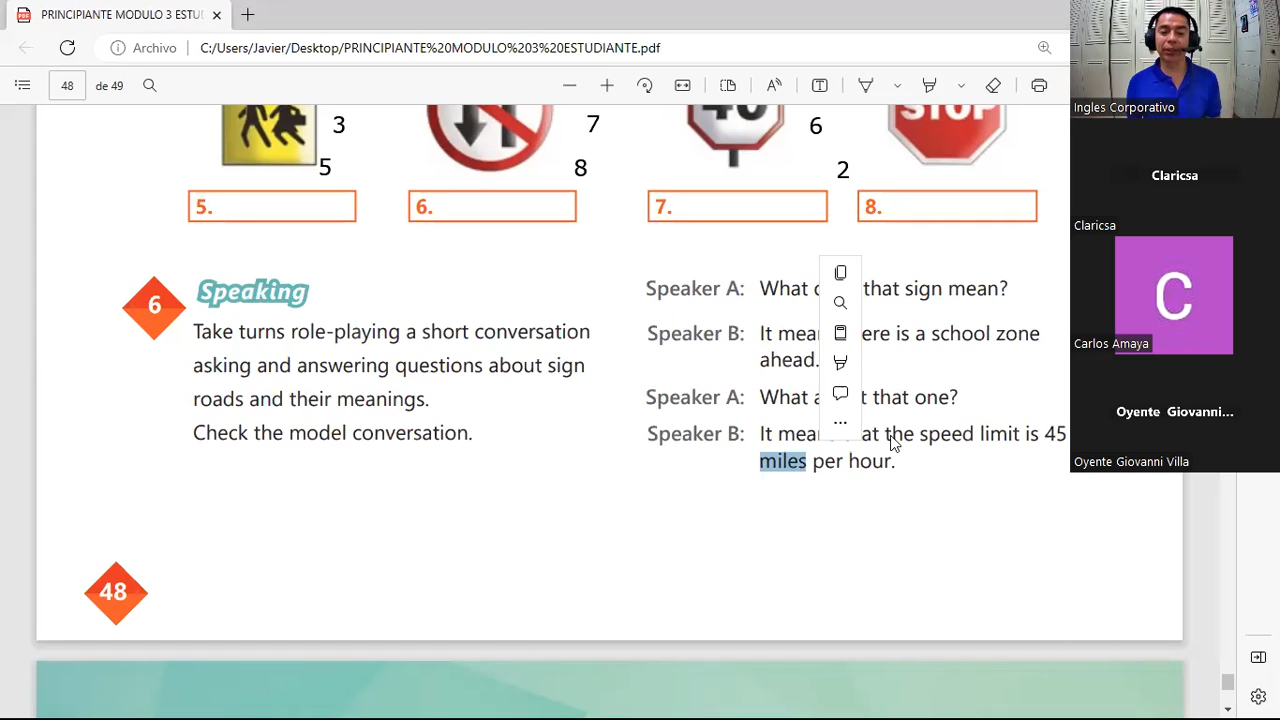 PRINCIPIANTE MODULO 3 ESTU
Archivo
C:/Users/Javier/Desktop/PRINCIPIANTE%20MODULO%203%20ESTUDIANTE.pdf
48 de 49
Ingles Corporativo
3
7
6
STOP
5
8
2
5.
6.
7.
8.
Claricsa
Claricsa
6
Speaking
Take turns role-playing a short conversation
asking and answering questions about sign
roads and their meanings.
Check the model conversation.
Speaker A: What that sign mean?
Speaker B: It is a school zone
ahead.
Speaker A: What that one?
Speaker B: It the speed limit is 45
miles per hour.
C
Carlos Amaya
Oyente Giovanni...
Oyente Giovanni Villa
48